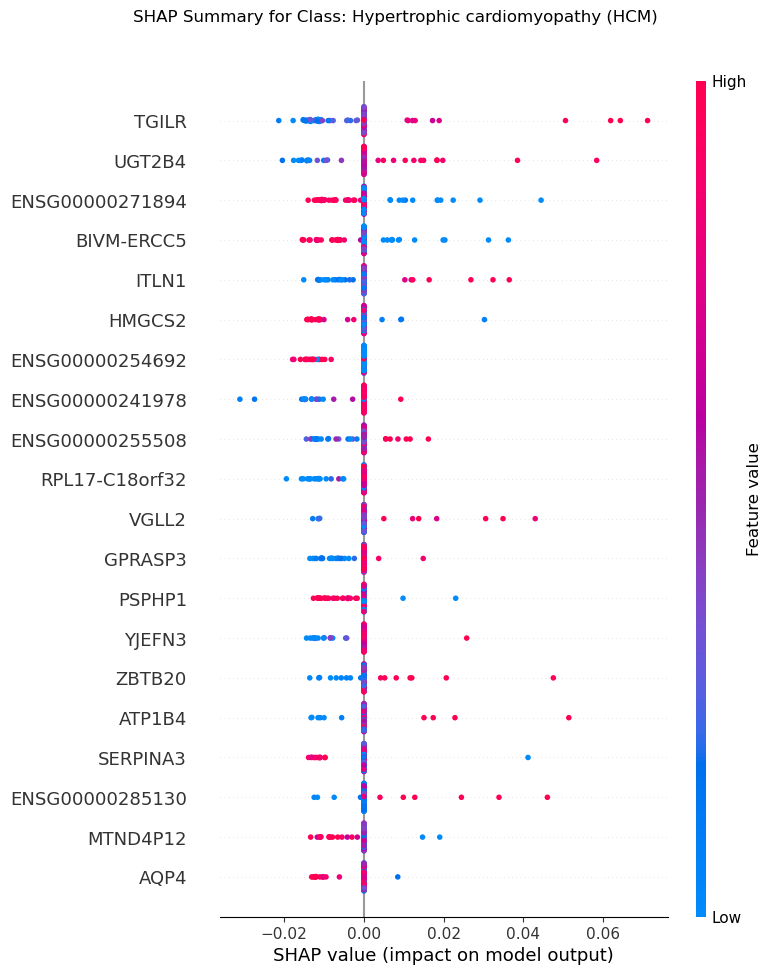 SHAP Summary for Class: Hypertrophic cardiomyopathy (HCM)
High
TGILR
UGT2B4
ENSG00000271894
BIVM-ERCC5
ITLN1
HMGCS2
ENSG00000254692
ENSG00000241978
ENSG00000255508
RPL17-C18orf32
VGLL2
GPRASP3
PSPHP1
YJEFN3
ZBTB20
ATP1B4
SERPINA3
ENSG00000285130
MTND4P12
AQP4
Feature value
Low
−0.02 0.00 0.02 0.04 0.06
SHAP value (impact on model output)